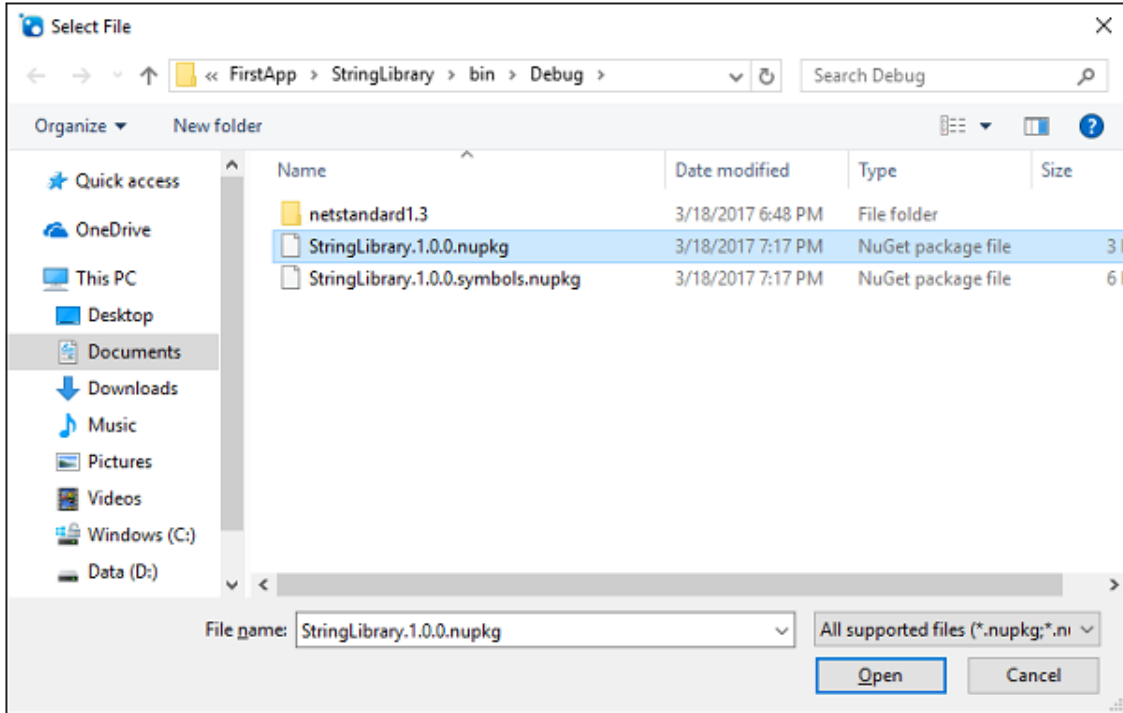 Select File
« FirstApp > StringLibrary > bin > Debug >
Search Debug
Organize
New folder
Name Date modified Type Size
Quick access
OneDrive
This PC
Desktop
Documents
Downloads
Music
Pictures
Videos
Windows (C:)
Data (D:)
netstandard1.3 3/18/2017 6:48 PM File folder
StringLibrary.1.0.0.nupkg 3/18/2017 7:17 PM NuGet package file 3
StringLibrary.1.0.0.symbols.nupkg 3/18/2017 7:17 PM NuGet package file 6
File name: StringLibrary.1.0.0.nupkg
All supported files (*.nupkg;*.nu
Open
Cancel